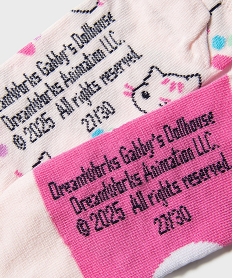 DreamWorks Gabby's Dollhouse
DreamWorks Animation LLC.
© 2025 All rights reserved.
27/30
DreamWorks Gabby's Dollhouse
DreamWorks Animation LLC.
© 2025 All rights reserved.
27/30